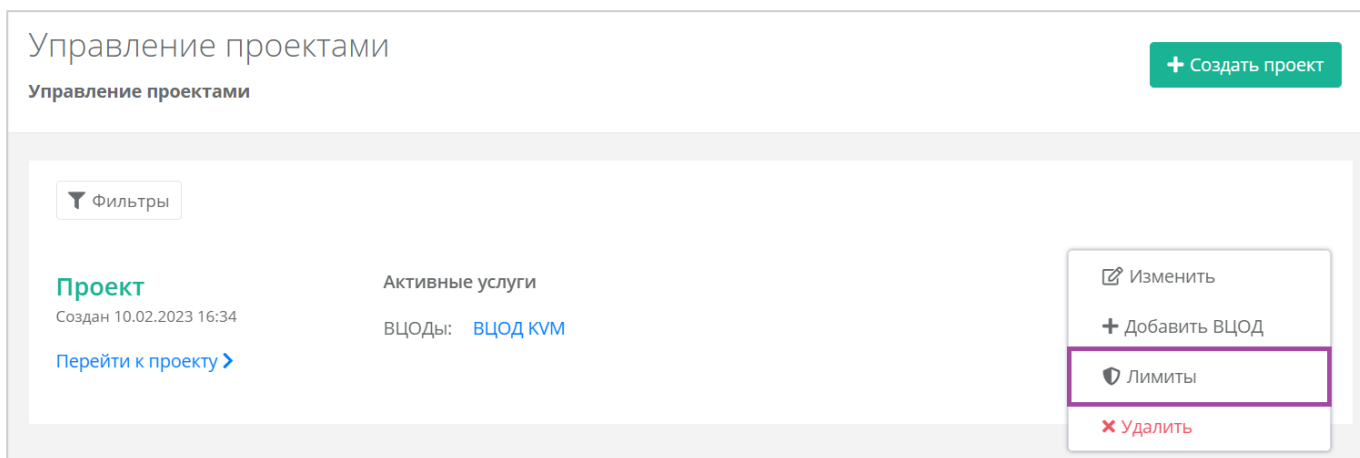 Управление проектами
Управление проектами
Создать проект
Фильтры
Проект
Создан 10.02.2023 16:34
Перейти к проекту
Активные услуги
ВЦОДы: ВЦОД KVM
Изменить
Добавить ВЦОД
Лимиты
Удалить